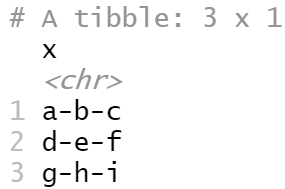 # A tibble: 3 x 1
x
<chr>
1 a-b-c
2 d-e-f
3 g-h-i